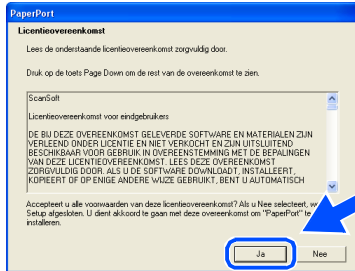 PaperPort
Licentieovereenkomst
Lees de onderstaande licentieovereenkomst zorgvuldig door.
Druk op de toets Page Down om de rest van de overeenkomst te zien.
ScanSoft
Licentieovereenkomst voor eindgebruikers
DE BIJ DEZE OVEREENKOMST GELEVERDE SOFTWARE EN MATERIALEN ZIJN
VERLEEND ONDER LICENTIE EN NIET VERKOCHT EN ZIJN UITSLUITEND
BESCHIKBAAR VOOR GEBRUIK IN OVEREENSTEMMING MET DE BEPALINGEN
VAN DEZE LICENTIEOVEREENKOMST. LEES DEZE OVEREENKOMST
ZORGVULDIG DOOR. ALS U DE SOFTWARE DOWNLOADT, INSTALLEERT,
KOPIEERT OF OP ENIGE ANDERE WIJZE GEBRUIKT, BENT U AUTOMATISCH
Accepteert u alle voorwaarden van deze licentieovereenkomst? Als u Nee selecteert,
Setup afgesloten. U dient akkoord te gaan met deze overeenkomst om "PaperPort" te
installeren.
Ja Nee